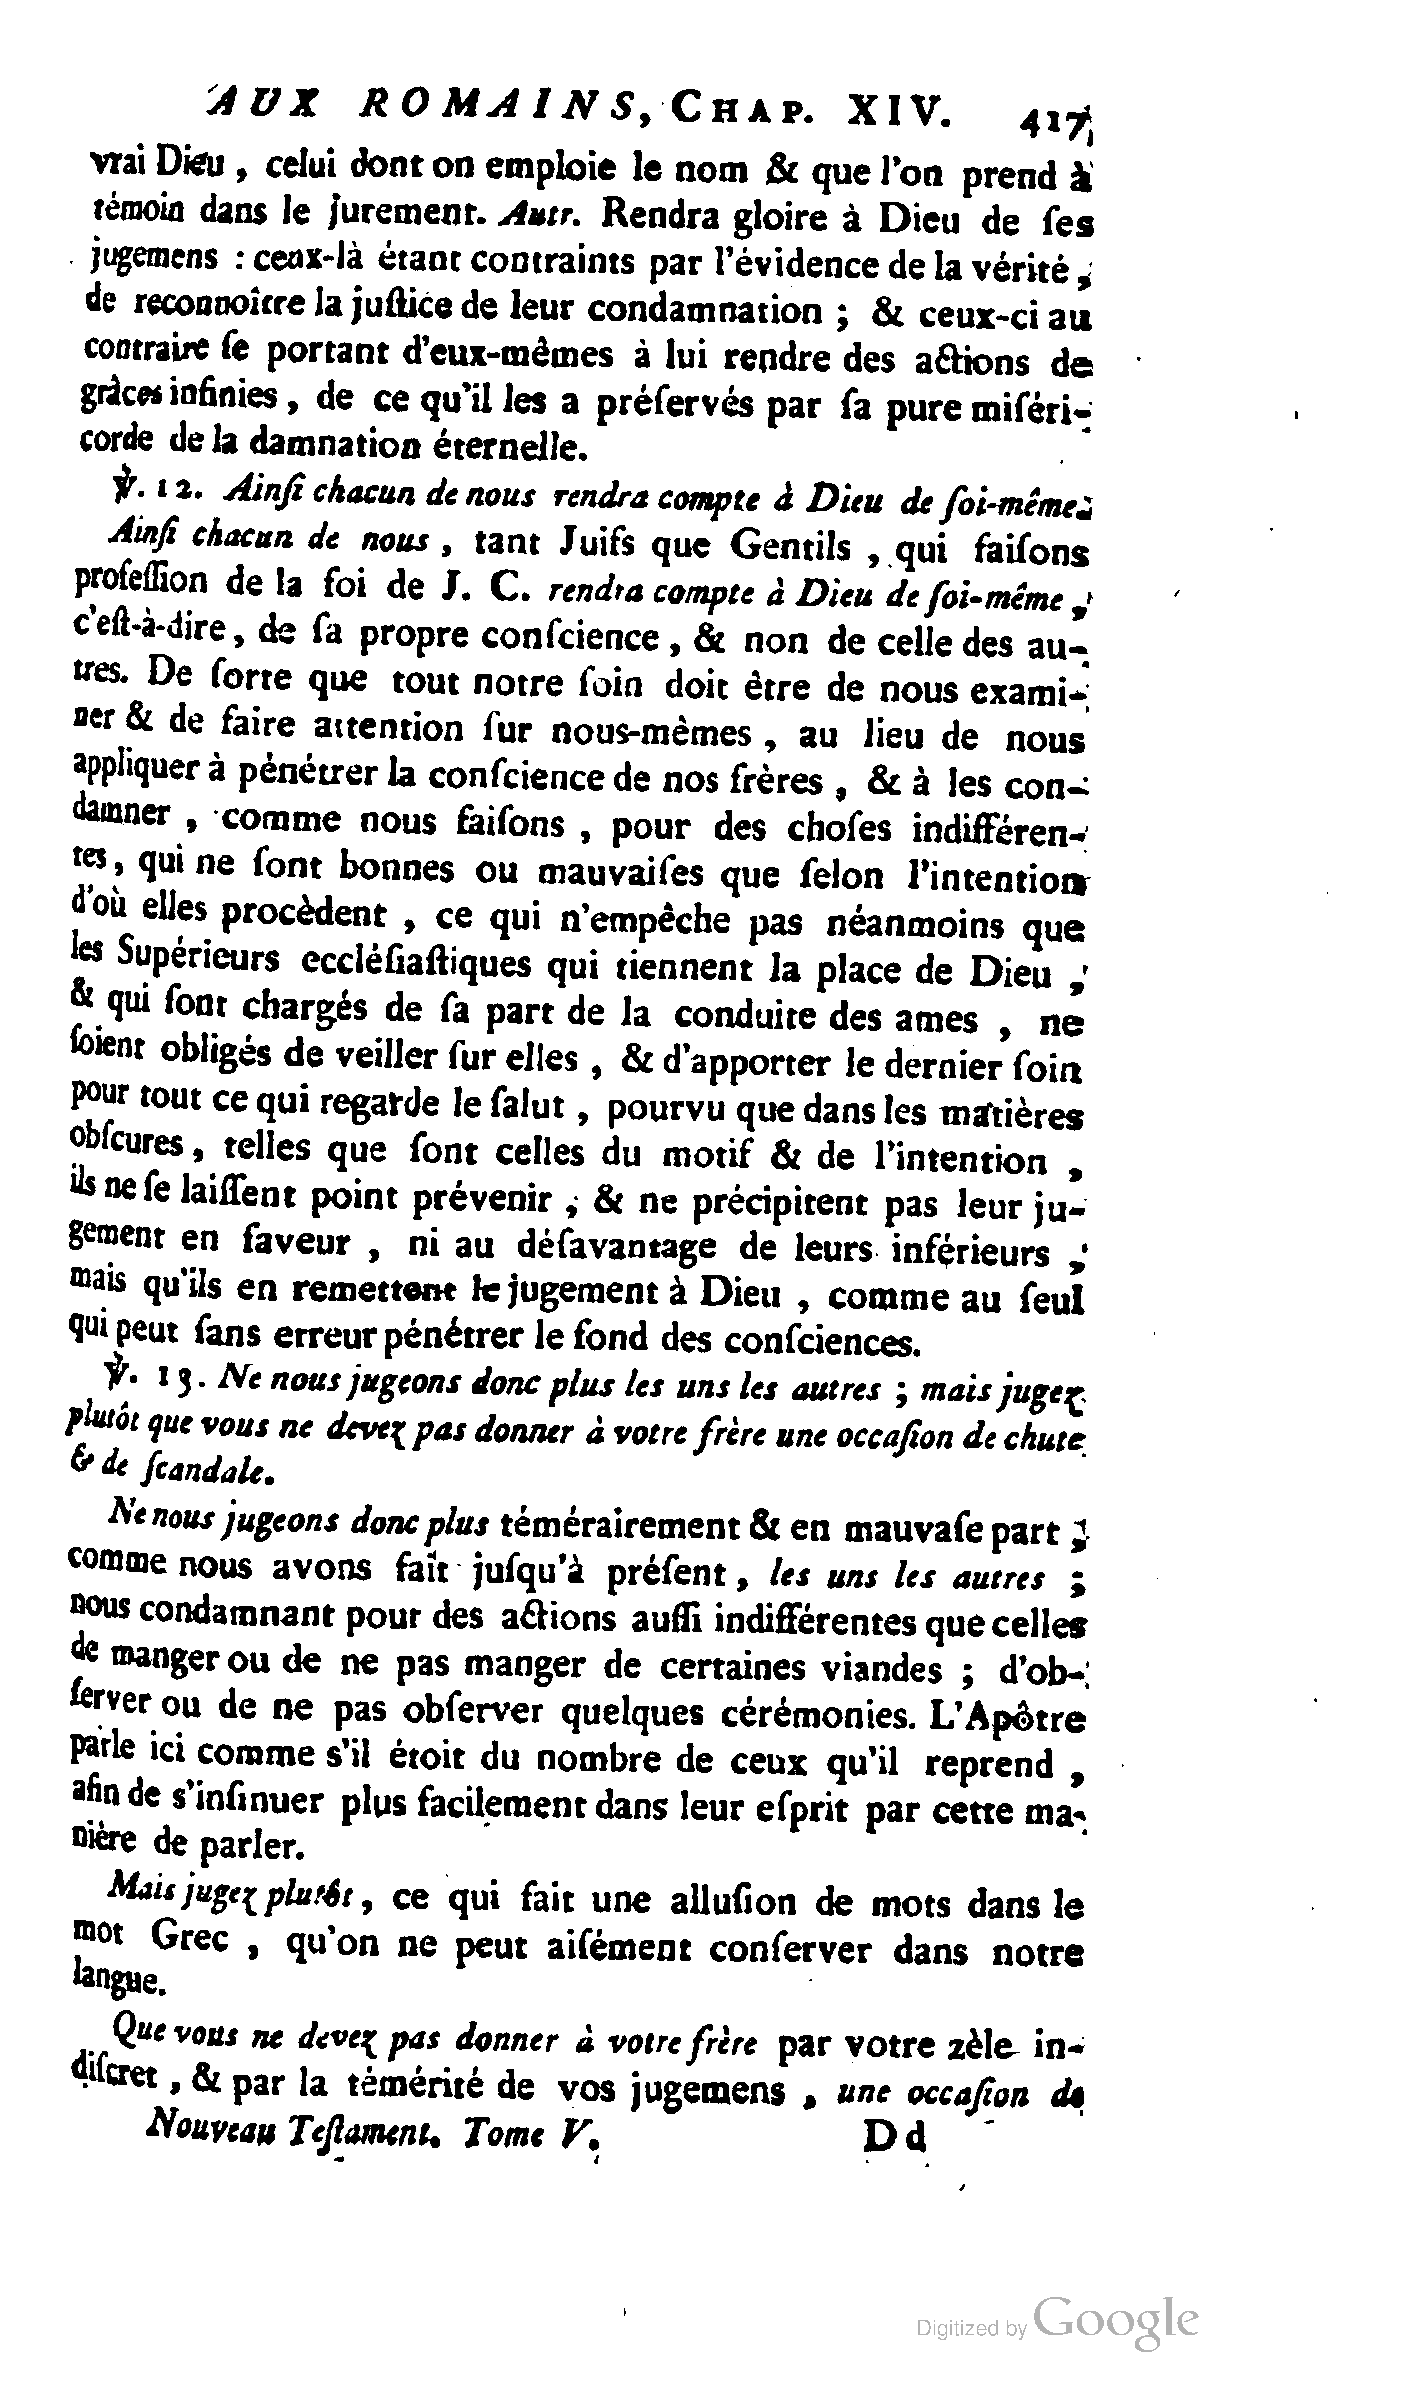 AUX ROMAINS, CHAP. XIV. 417
vrai Dieu, celui dont on emploie le nom & que l'on prend à
témoin dans le jurement. Autr. Rendra gloire à Dieu de ſes
jugemens : ceux-là étant contraints par l'évidence de la vérité,
de reconnoître la juſtice de leur condamnation ; & ceux-ci au
contraire ſe portant d'eux-mêmes à lui rendre des actions de
grâces infinies, de ce qu'il les a préſervés par ſa pure miſéri-
corde de la damnation éternelle.
℣. 12. Ainſi chacun de nous rendra compte à Dieu de ſoi-même.
Ainſi chacun de nous, tant Juifs que Gentils, qui faiſons
profeſſion de la foi de J. C. rendra compte à Dieu de ſoi-même,
c'eſt-à-dire, de ſa propre conſcience, & non de celle des au-
tres. De ſorte que tout notre ſoin doit être de nous exami-
ner & de faire attention ſur nous-mêmes, au lieu de nous
appliquer à pénétrer la conſcience de nos frères, & à les con-
damner, comme nous faiſons, pour des choſes indifféren-
tes, qui ne ſont bonnes ou mauvaiſes que ſelon l'intention
d'où elles procèdent, ce qui n'empêche pas néanmoins que
les Supérieurs eccléſiaſtiques qui tiennent la place de Dieu,
& qui ſont chargés de ſa part de la conduite des ames, ne
ſoient obligés de veiller ſur elles, & d'apporter le dernier ſoin
pour tout ce qui regarde le ſalut, pourvu que dans les matières
obſcures, telles que ſont celles du motif & de l'intention,
ils ne ſe laiſſent point prévenir, & ne précipitent pas leur ju-
gement en faveur, ni au déſavantage de leurs inférieurs,
mais qu'ils en remettent le jugement à Dieu, comme au ſeul
qui peut ſans erreur pénétrer le fond des conſciences.
℣. 13. Ne nous jugeons donc plus les uns les autres ; mais jugez
plutôt que vous ne devez pas donner à votre frère une occaſion de chute
& de ſcandale.
Ne nous jugeons donc plus témérairement & en mauvaſe part,
comme nous avons fait juſqu'à préſent, les uns les autres ;
nous condamnant pour des actions auſſi indifférentes que celles
de manger ou de ne pas manger de certaines viandes ; d'ob-
ſerver ou de ne pas obſerver quelques cérémonies. L'Apôtre
parle ici comme s'il étoit du nombre de ceux qu'il reprend,
afin de s'inſinuer plus facilement dans leur eſprit par cette ma-
nière de parler.
Mais jugez plutôt, ce qui fait une alluſion de mots dans le
mot Grec, qu'on ne peut aiſément conſerver dans notre
langue.
Que vous ne devez pas donner à votre frère par votre zèle in-
diſcret, & par la témérité de vos jugemens, une occaſion de
Nouveau Teſtament. Tome V. Dd
Digitized by Google